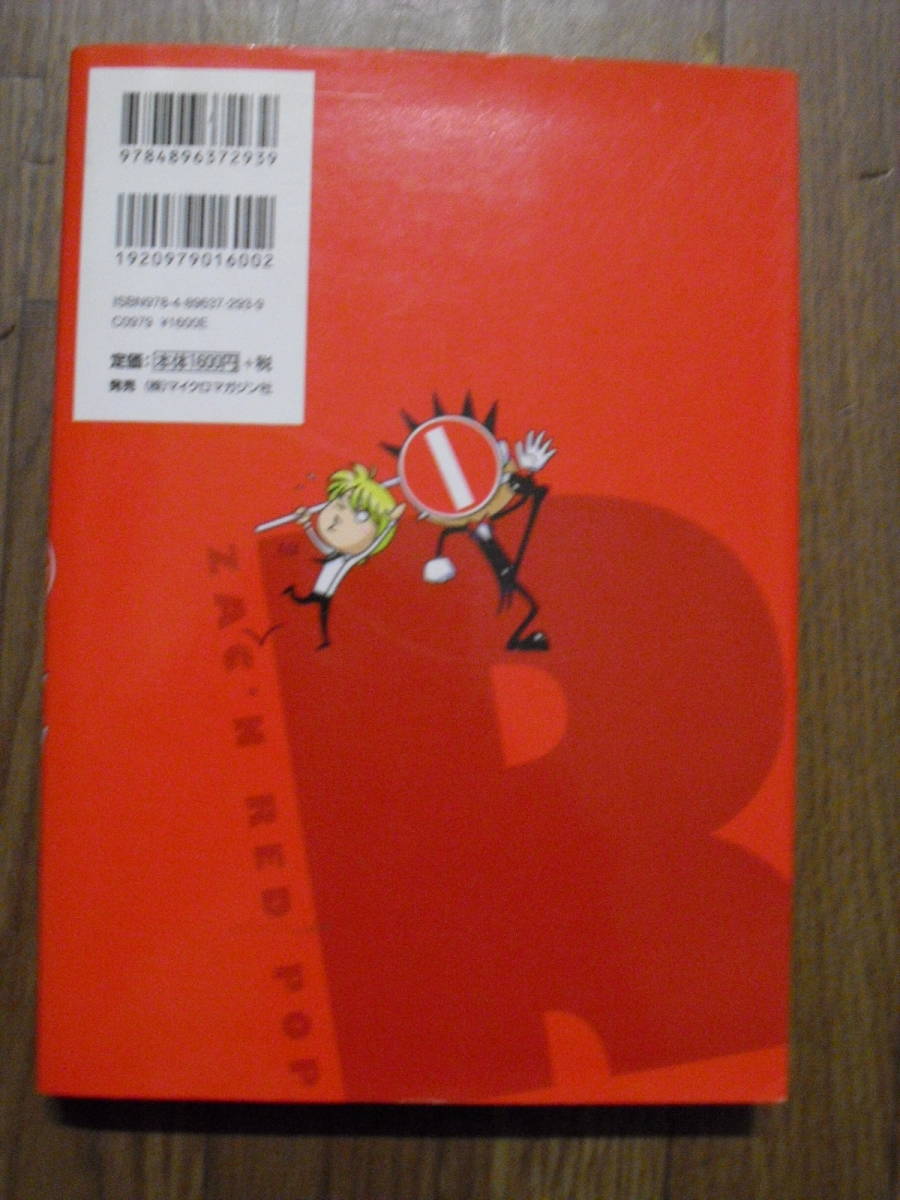 9784896372939
1920979016002
ISBN978-4-89637-293-9
C0979 ¥1600E
定価：本体1600円＋税
発売 （株）マイクロマガジン社
R
RED POP